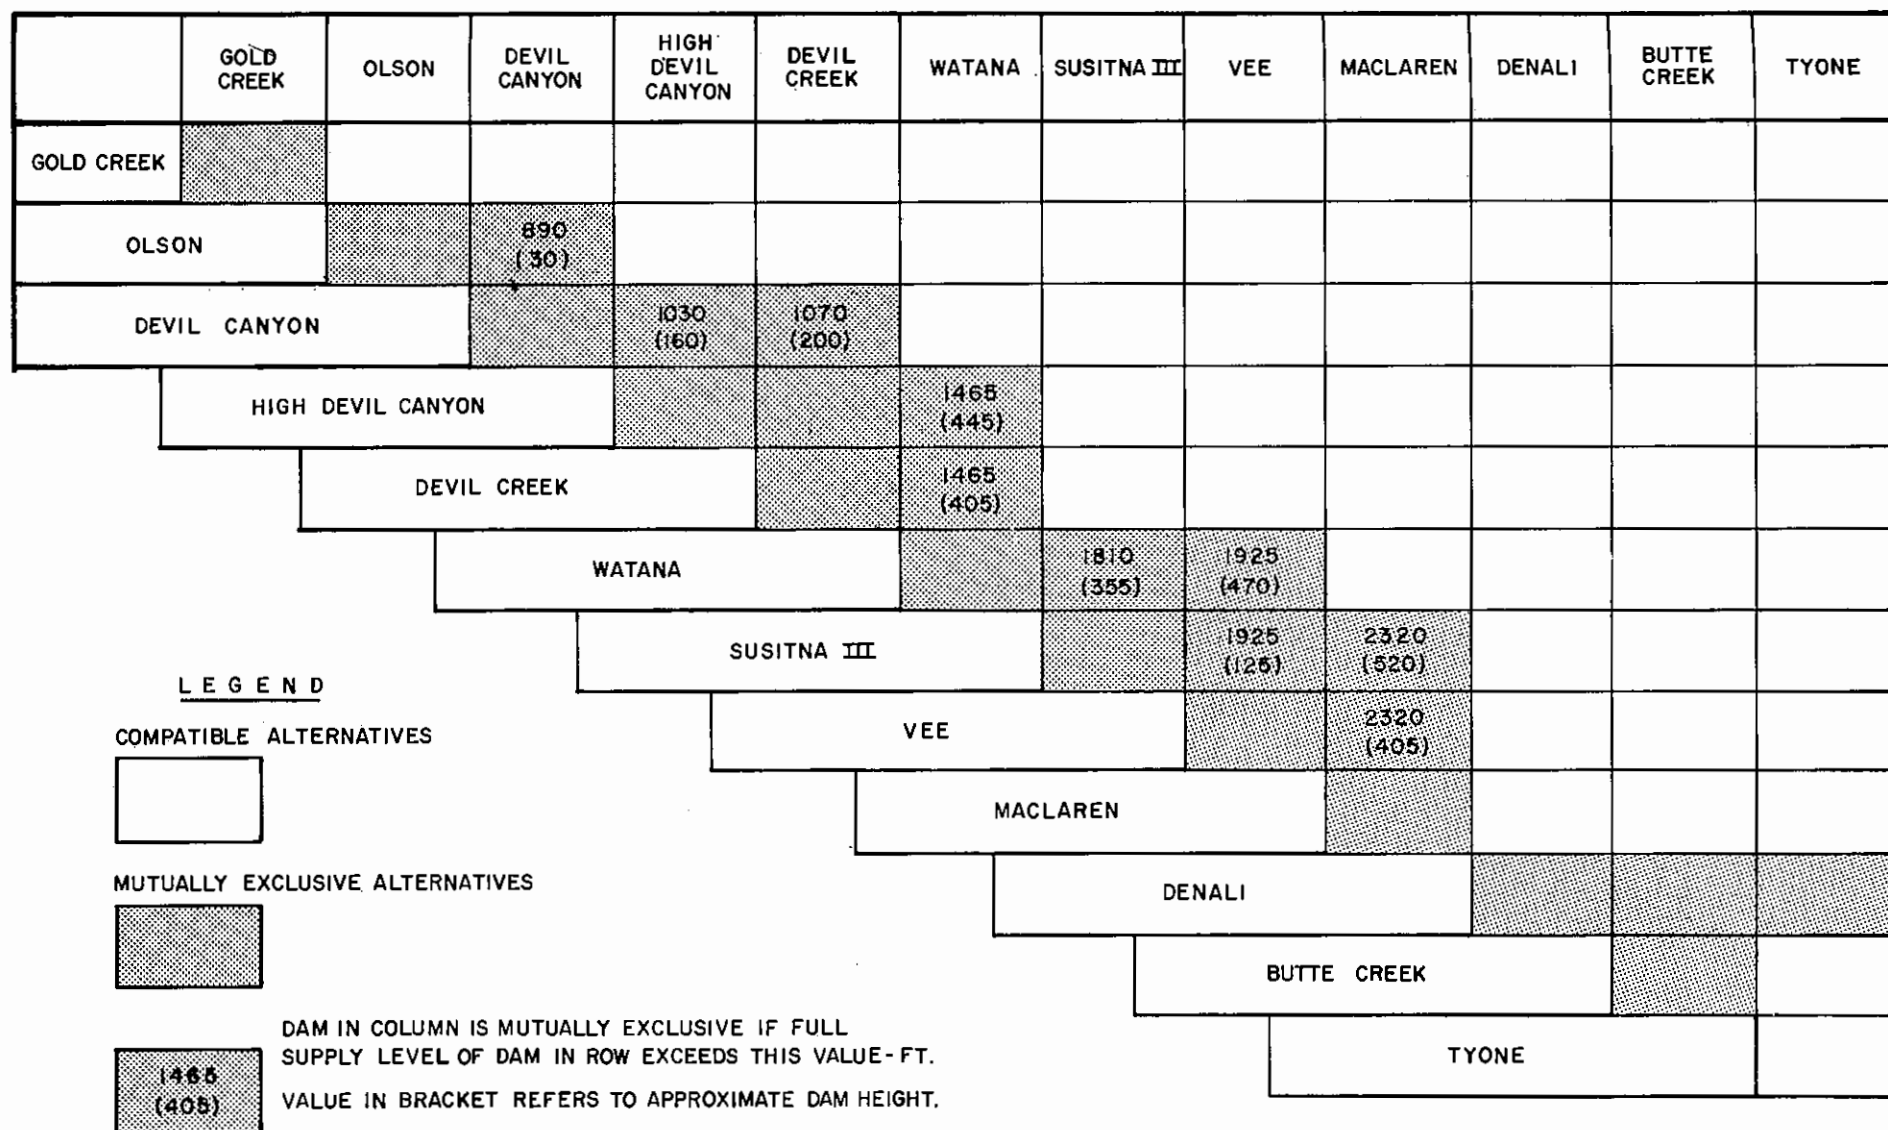 GOLD CREEK
OLSON
DEVIL CANYON
HIGH DEVIL CANYON
DEVIL CREEK
WATANA
SUSITNA III
VEE
MACLAREN
DENALI
BUTTE CREEK
TYONE
GOLD CREEK
OLSON
890
(30)
DEVIL CANYON
1030
(160)
1070
(200)
HIGH DEVIL CANYON
1465
(445)
DEVIL CREEK
1465
(405)
WATANA
1810
(355)
1925
(470)
SUSITNA III
1925
(125)
2320
(520)
VEE
2320
(405)
MACLAREN
DENALI
BUTTE CREEK
TYONE
LEGEND
COMPATIBLE ALTERNATIVES
MUTUALLY EXCLUSIVE ALTERNATIVES
1465
(405)
DAM IN COLUMN IS MUTUALLY EXCLUSIVE IF FULL
SUPPLY LEVEL OF DAM IN ROW EXCEEDS THIS VALUE-FT.
VALUE IN BRACKET REFERS TO APPROXIMATE DAM HEIGHT.